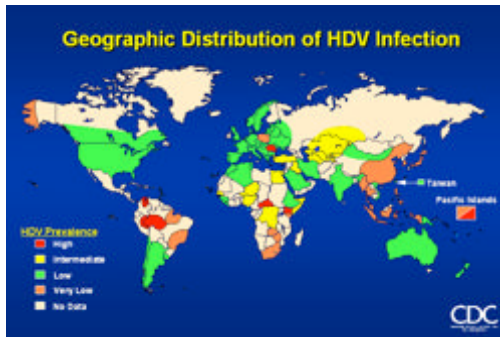 Geographic Distribution of HDV Infection
Taiwan
Pacific Islands
HDV Prevalence
High
Intermediate
Low
Very Low
No Data
CDC